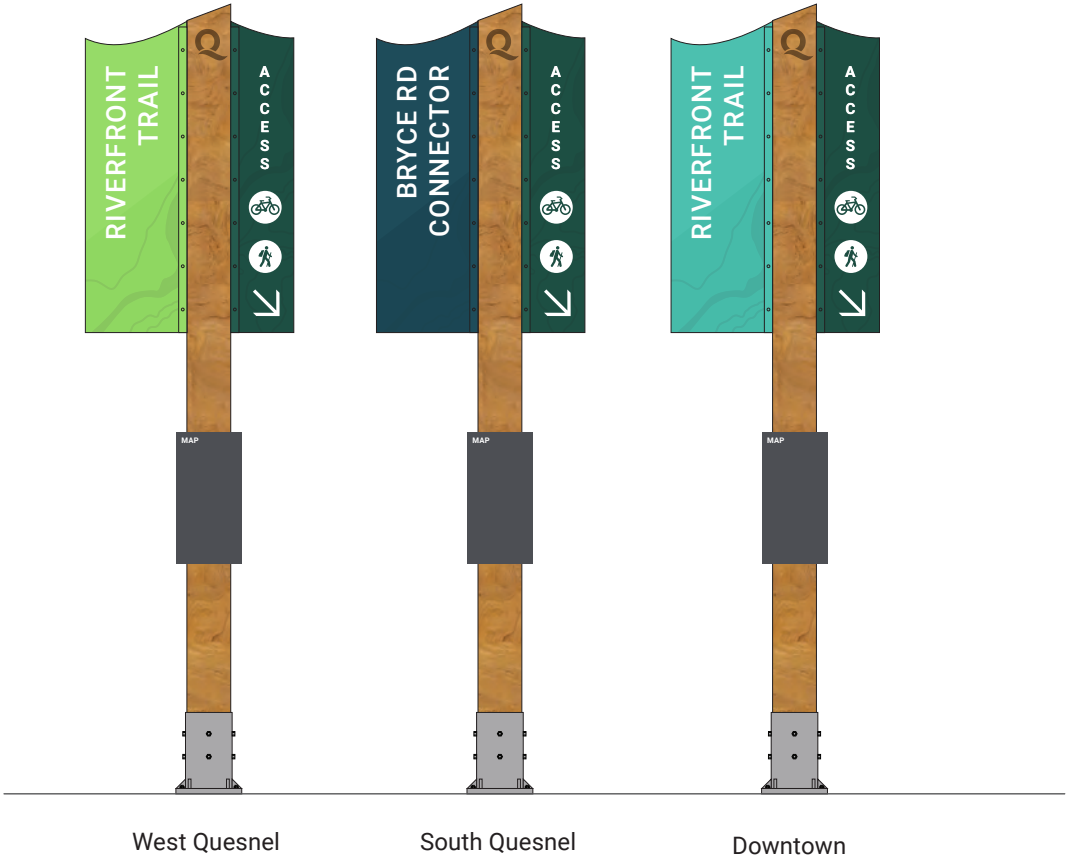 RIVERFRONT
TRAIL
Q
ACCESS
MAP
West Quesnel
BRYCE RD
CONNECTOR
Q
ACCESS
MAP
South Quesnel
RIVERFRONT
TRAIL
Q
ACCESS
MAP
Downtown